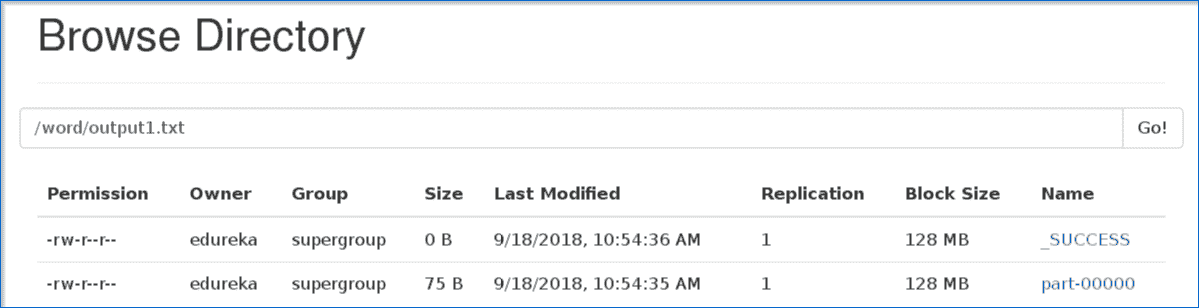 Browse Directory
/word/output1.txt Go!
Permission Owner Group Size Last Modified Replication Block Size Name
-rw-r--r-- edureka supergroup 0 B 9/18/2018, 10:54:36 AM 1 128 MB _SUCCESS
-rw-r--r-- edureka supergroup 75 B 9/18/2018, 10:54:35 AM 1 128 MB part-00000